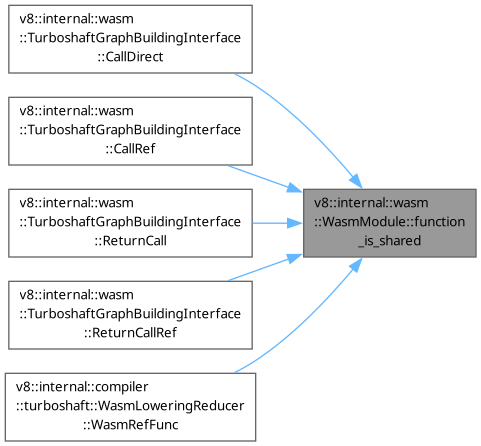 v8::internal::wasm
::TurboshaftGraphBuildingInterface
::CallDirect
v8::internal::wasm
::TurboshaftGraphBuildingInterface
::CallRef
v8::internal::wasm
::TurboshaftGraphBuildingInterface
::ReturnCall
v8::internal::wasm
::TurboshaftGraphBuildingInterface
::ReturnCallRef
v8::internal::compiler
::turboshaft::WasmLoweringReducer
::WasmRefFunc
v8::internal::wasm
::WasmModule::function
_is_shared